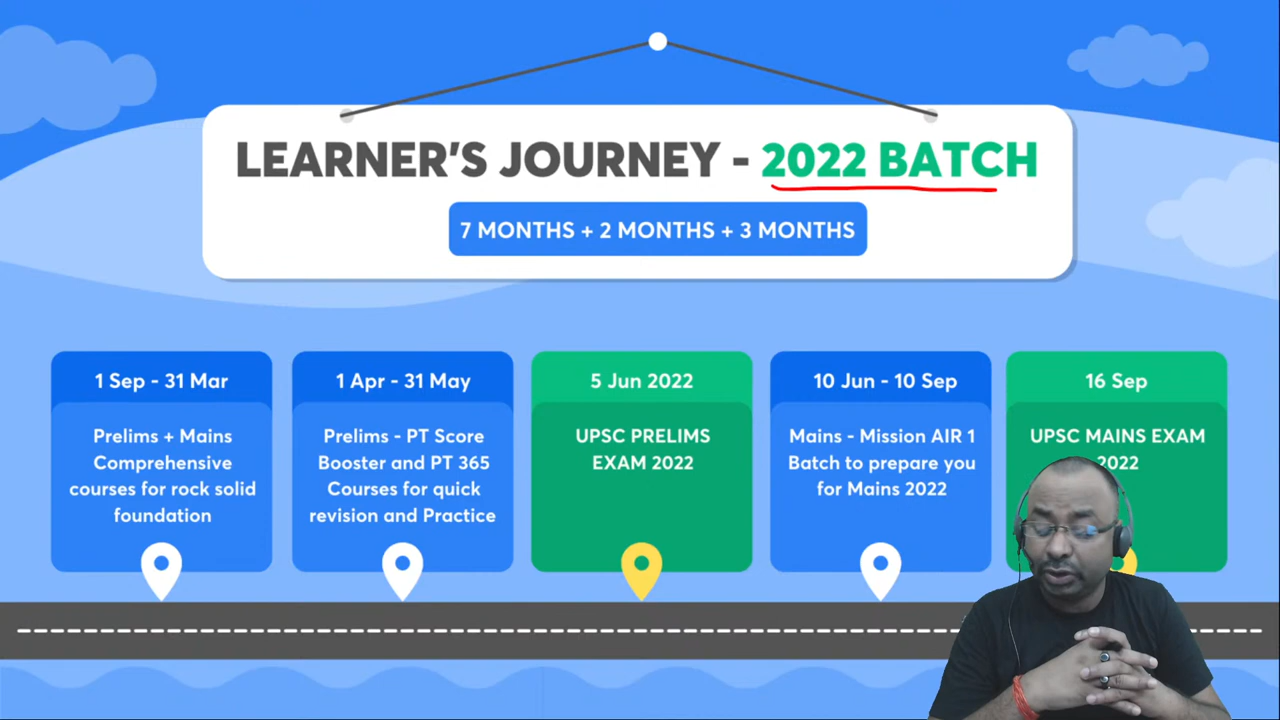 LEARNER'S JOURNEY - 2022 BATCH
7 MONTHS + 2 MONTHS + 3 MONTHS
1 Sep - 31 Mar
Prelims + Mains
Comprehensive
courses for rock solid
foundation
1 Apr - 31 May
Prelims - PT Score
Booster and PT 365
Courses for quick
revision and Practice
5 Jun 2022
UPSC PRELIMS
EXAM 2022
10 Jun - 10 Sep
Mains - Mission AIR 1
Batch to prepare you
for Mains 2022
16 Sep
UPSC MAINS EXAM
2022